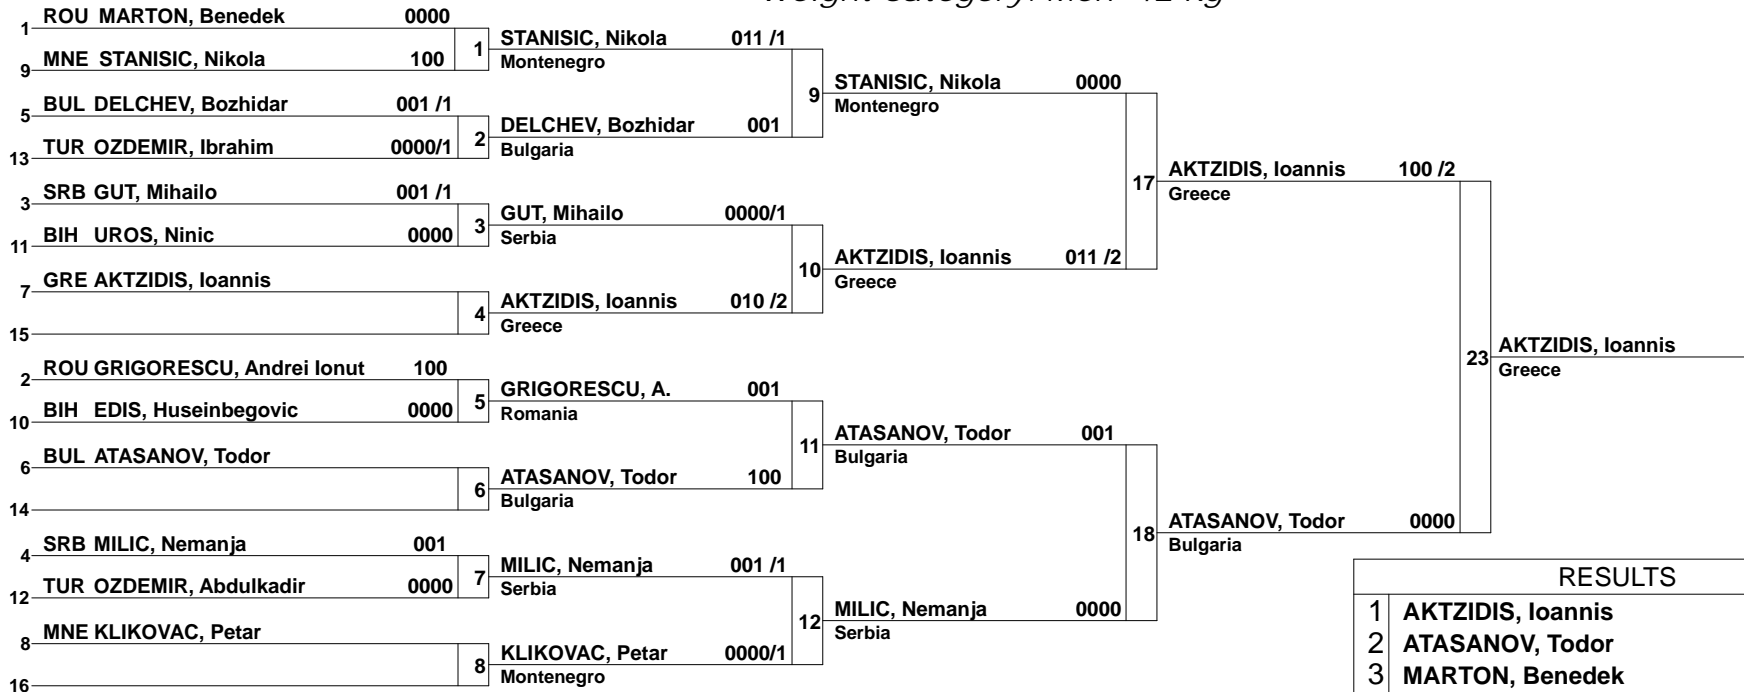 ROU MARTON, Benedek 0000
1
MNE STANISIC, Nikola 100
9
1
STANISIC, Nikola 011 /1
Montenegro
BUL DELCHEV, Bozhidar 001 /1
5
TUR OZDEMIR, Ibrahim 0000/1
13
2
DELCHEV, Bozhidar 001
Bulgaria
9
STANISIC, Nikola 0000
Montenegro
SRB GUT, Mihailo 001 /1
3
BIH UROS, Ninic 0000
11
3
GUT, Mihailo 0000/1
Serbia
GRE AKTZIDIS, Ioannis
7
15
4
AKTZIDIS, Ioannis 010 /2
Greece
10
AKTZIDIS, Ioannis 011 /2
Greece
17
AKTZIDIS, Ioannis 100 /2
Greece
ROU GRIGORESCU, Andrei Ionut 100
2
BIH EDIS, Huseinbegovic 0000
10
5
GRIGORESCU, A. 001
Romania
BUL ATASANOV, Todor
6
14
6
ATASANOV, Todor 100
Bulgaria
11
ATASANOV, Todor 001
Bulgaria
SRB MILIC, Nemanja 001
4
TUR OZDEMIR, Abdulkadir 0000
12
7
MILIC, Nemanja 001 /1
Serbia
MNE KLIKOVAC, Petar
8
16
8
KLIKOVAC, Petar 0000/1
Montenegro
12
MILIC, Nemanja 0000
Serbia
18
ATASANOV, Todor 0000
Bulgaria
23
AKTZIDIS, Ioannis
Greece
RESULTS
1 AKTZIDIS, Ioannis
2 ATASANOV, Todor
3 MARTON, Benedek